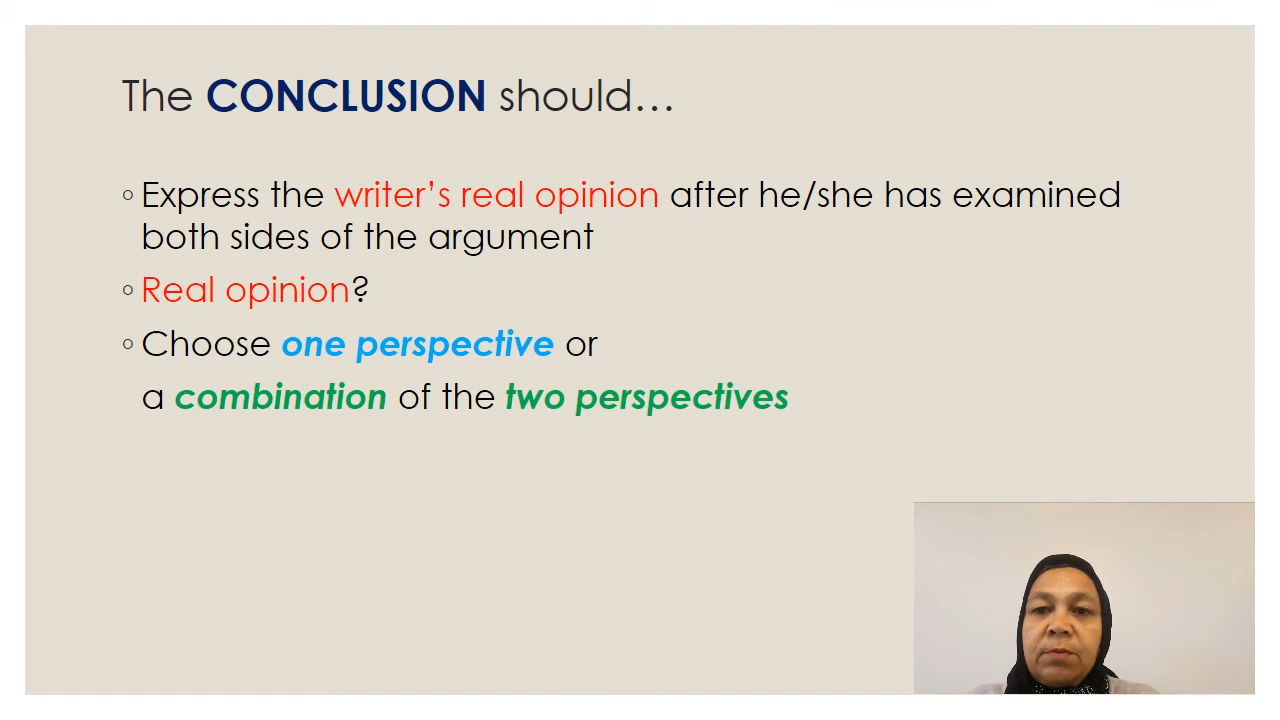 The CONCLUSION should…
◦ Express the writer’s real opinion after he/she has examined
both sides of the argument
◦ Real opinion?
◦ Choose one perspective or
a combination of the two perspectives